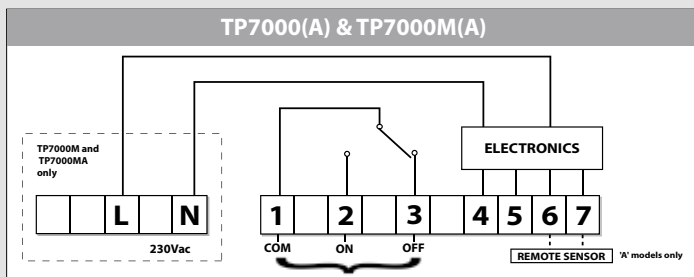 TP7000(A) & TP7000M(A)
TP7000M and
TP7000MA
only
ELECTRONICS
L N
1 2 3 4 5 6 7
230Vac
COM ON OFF
REMOTE SENSOR 'A' models only